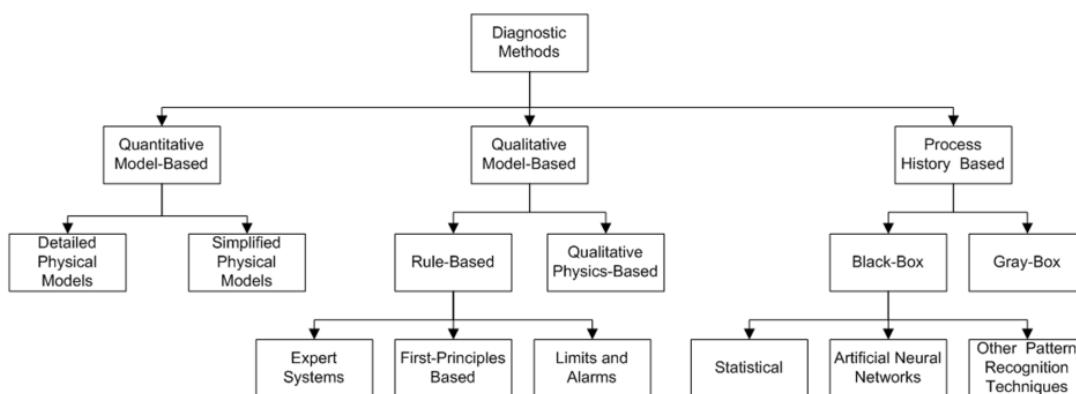 Diagnostic
Methods
Quantitative
Model-Based
Qualitative
Model-Based
Process
History Based
Detailed
Physical
Models
Simplified
Physical
Models
Rule-Based
Qualitative
Physics-Based
Black-Box
Gray-Box
Expert
Systems
First-Principles
Based
Limits and
Alarms
Statistical
Artificial Neural
Networks
Other Pattern
Recognition
Techniques